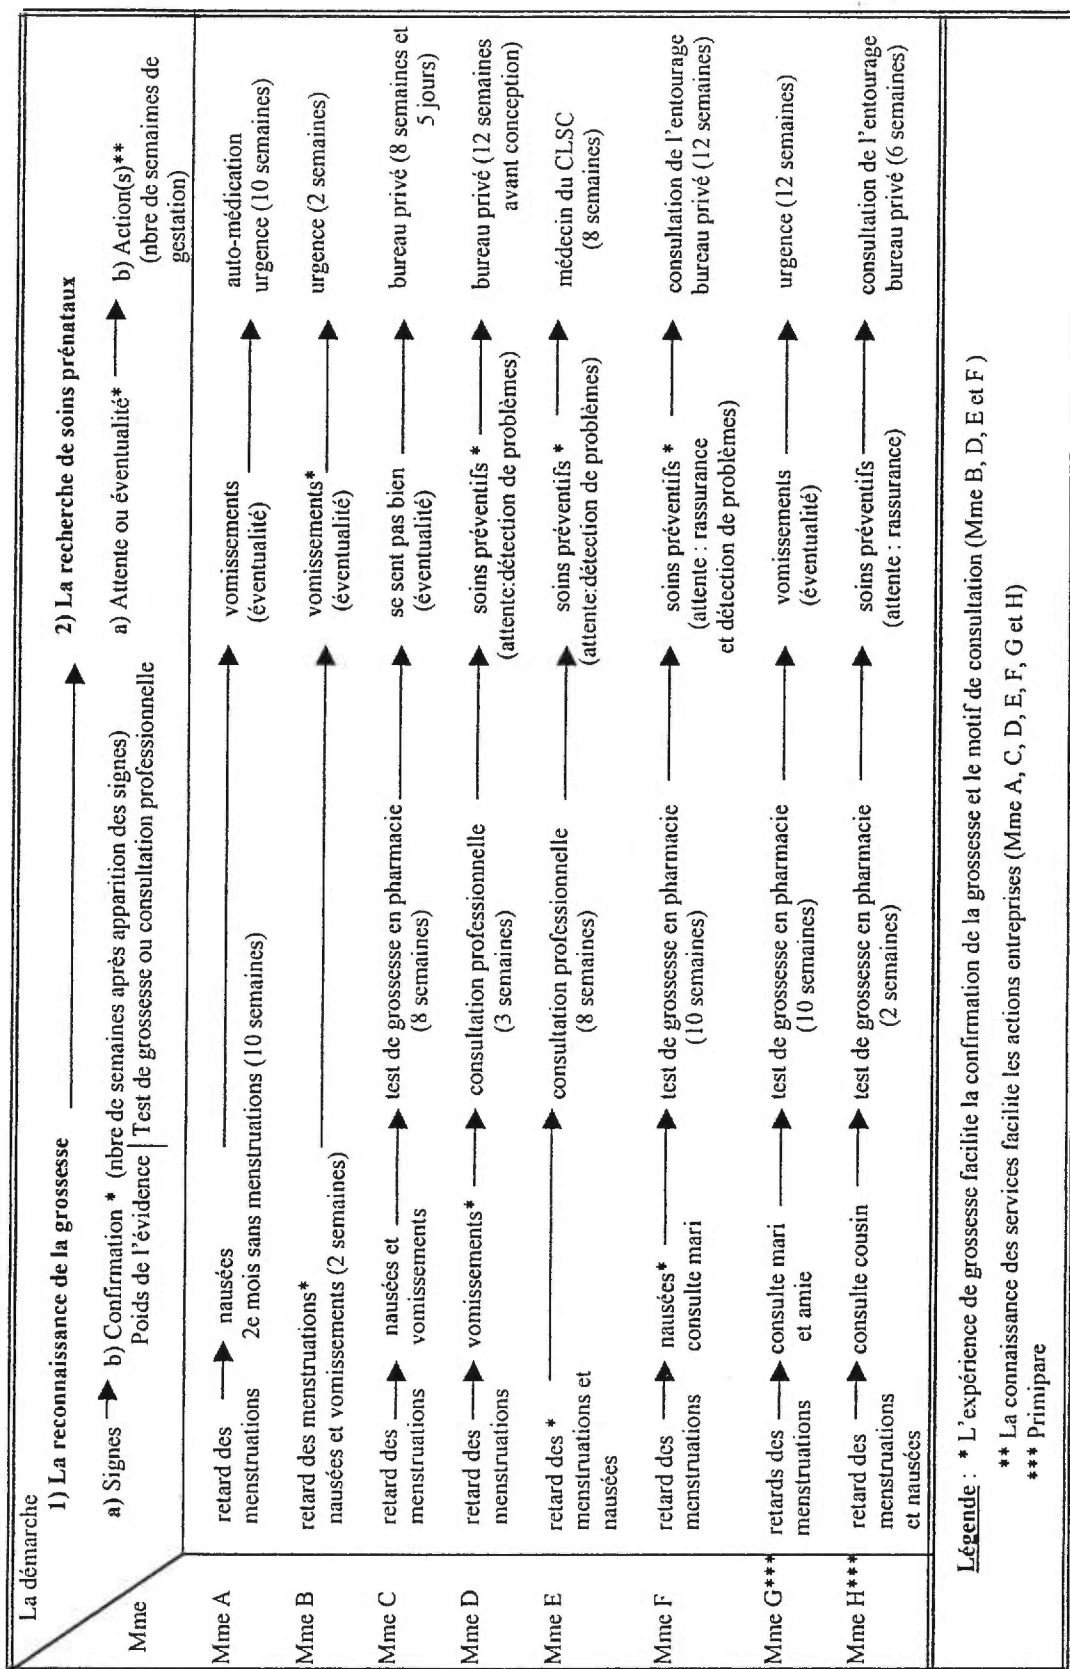 La démarche
1) La reconnaissance de la grossesse
2) La recherche de soins prénataux
Mme
a) Signes
b) Confirmation * (nbre de semaines après apparition des signes)
Poids de l'évidence | Test de grossesse ou consultation professionnelle
a) Attente ou éventualité*
b) Action(s)**
(nbre de semaimes de
gestation)
Mme A
retard des
menstruations
nausées
2e mois sans menstruations (10 semaines)
vomissements
(éventualité)
auto-médication
urgence (10 semaines)
Mme B
retard des menstruations*
nausées et vomissements (2 semaines)
vomissements*
(éventualité)
urgence (2 semaines)
Mme C
retard des
menstruations
nausées et
vomissements
test de grossesse en pharmacie
(8 semaines)
se sent pas bien
(éventualité)
bureau privé (8 semaines et
5 jours)
Mme D
retard des
menstruations
vomissements*
consultation professionnelle
(3 semaines)
soins préventifs *
(attente:détection de problèmes)
bureau privé (12 semaines
avant conception)
Mme E
retard des *
menstruations et
nausées
consultation professionnelle
(8 semaines)
soins préventifs *
(attente:détection de problèmes)
médecin du CLSC
(8 semaines)
Mme F
retard des
menstruations
nausées*
consulte mari
test de grossesse en pharmacie
(10 semaines)
soins préventifs *
(attente : rassurance
et détection de problèmes)
consultation de l'entourage
bureau privé (12 semaines)
Mme G***
retards des
menstruations
consulte mari
et amie
test de grossesse en pharmacie
(10 semaines)
vomissements
(éventualité)
urgence (12 semaines)
Mme H***
retard des
menstruations
et nausées
consulte cousin
test de grossesse en pharmacie
(2 semaines)
soins préventifs
(attente : rassurance)
consultation de l'entourage
bureau privé (6 semaines)
Légende : * L'expérience de grossesse facilite la confirmation de la grossesse et le motif de consultation (Mme B, D, E et F )
** La connaissance des services facilite les actions entreprises (Mme A, C, D, E, F, G et H)
*** Primipare